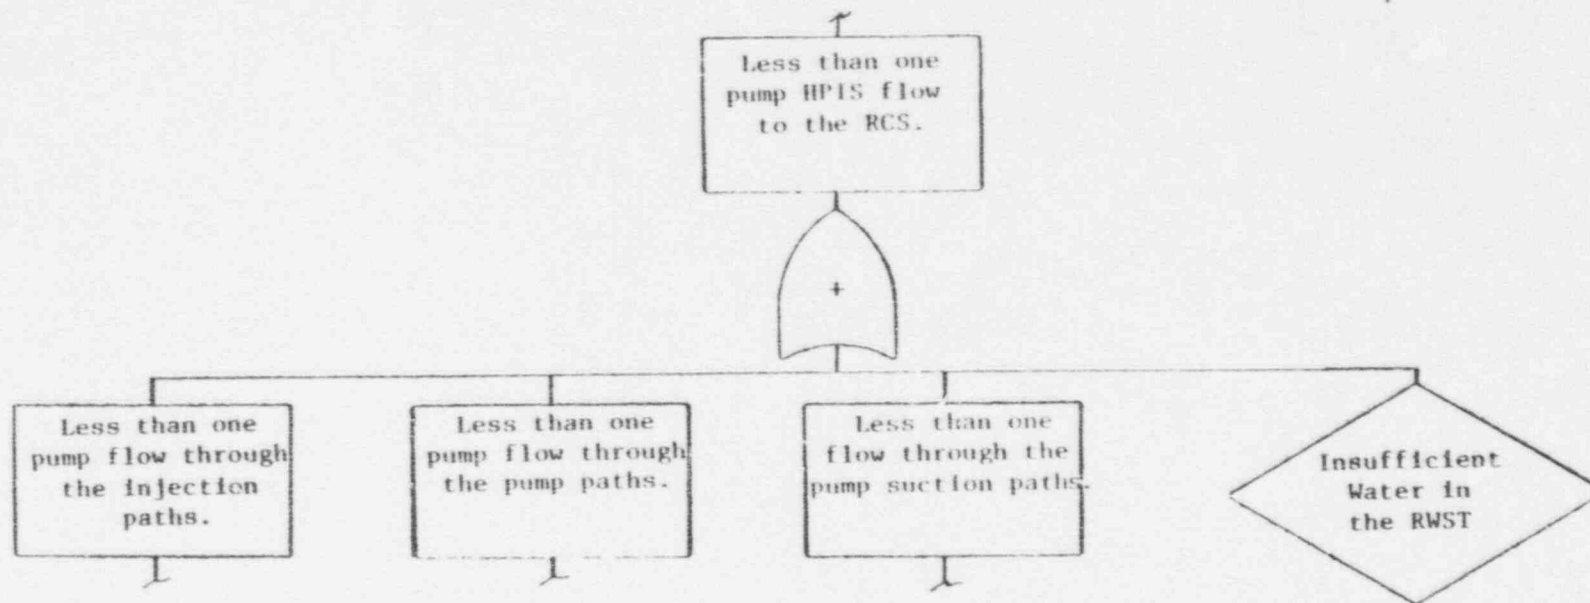 Less than one
pump HPIS flow
to the RCS.
+
Less than one
pump flow through
the injection
paths.
Less than one
pump flow through
the pump paths.
Less than one
flow through the
pump suction paths.
Insufficient
Water in
the RWST